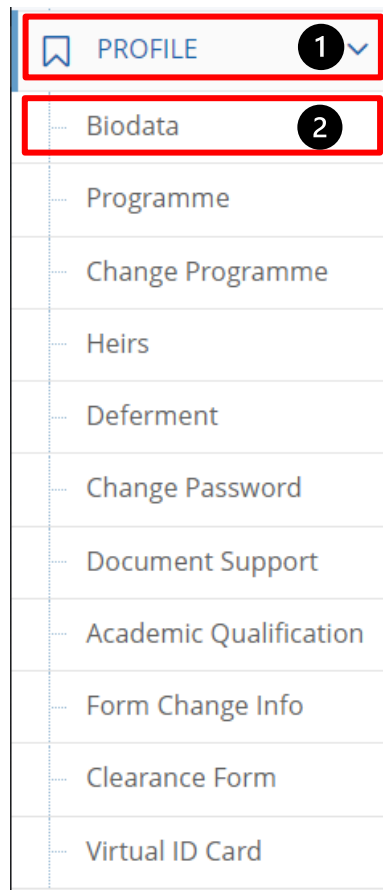 PROFILE 1
Biodata 2
Programme
Change Programme
Heirs
Deferment
Change Password
Document Support
Academic Qualification
Form Change Info
Clearance Form
Virtual ID Card